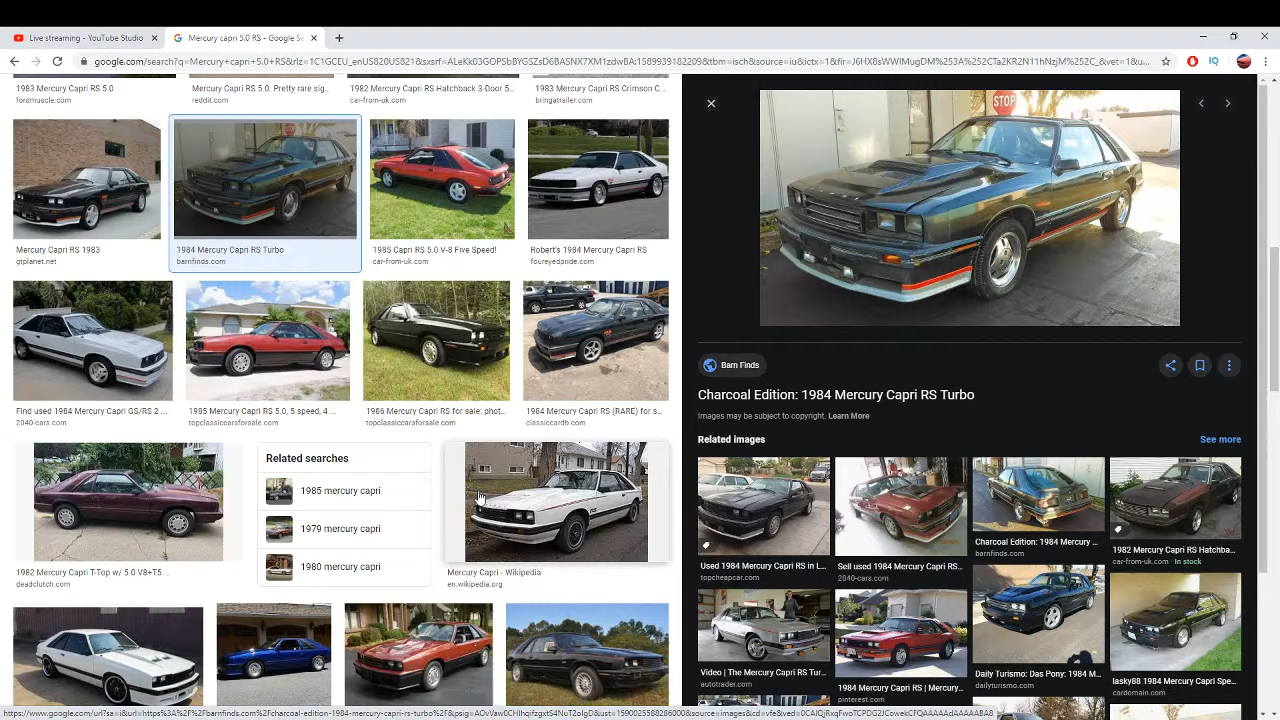 Live streaming - YouTube Studio
Mercury capri 5.0 RS - Google Se
1983 Mercury Capri RS 5.0
fordmuscle.com
Mercury Capri RS 5.0. Pretty rare sig...
reddit.com
1982 Mercury Capri RS Hatchback 3-Door 5...
car-from-uk.com
1984 Mercury Capri RS Crimson C...
bringatrailer.com
Mercury Capri RS 1983
gtplanet.net
1984 Mercury Capri RS Turbo
barnfinds.com
1985 Capri RS 5.0 V-8 Five Speed!
car-from-uk.com
Robert's 1984 Mercury Capri RS
foureyedpride.com
Find used 1984 Mercury Capri GS/RS 2 ...
2040-cars.com
1985 Mercury Capri RS 5.0, 5 speed, 4 ...
topclassiccarsforsale.com
1986 Mercury Capri RS for sale: phot...
topclassiccarsforsale.com
1984 Mercury Capri RS (RARE) for s...
classiccardb.com
1982 Mercury Capri T-Top w/ 5.0 V8+T5 ...
deadclutch.com
Related searches
1985 mercury capri
1979 mercury capri
1980 mercury capri
Mercury Capri - Wikipedia
en.wikipedia.org
STOP
Barn Finds
Charcoal Edition: 1984 Mercury Capri RS Turbo
Images may be subject to copyright. Learn More
Related images
See more
Used 1984 Mercury Capri RS in L...
topcheapcar.com
Sell used 1984 Mercury Capri RS...
2040-cars.com
Charcoal Edition: 1984 Mercury ...
barnfinds.com
1982 Mercury Capri RS Hatchba...
car-from-uk.com · In stock
Video | The Mercury Capri RS Tur...
autotrader.com
1984 Mercury Capri RS | Mercury...
pinterest.com
Daily Turismo: Das Pony: 1984 M...
dailyturismo.com
lasky88 1984 Mercury Capri Spe...
cardomain.com